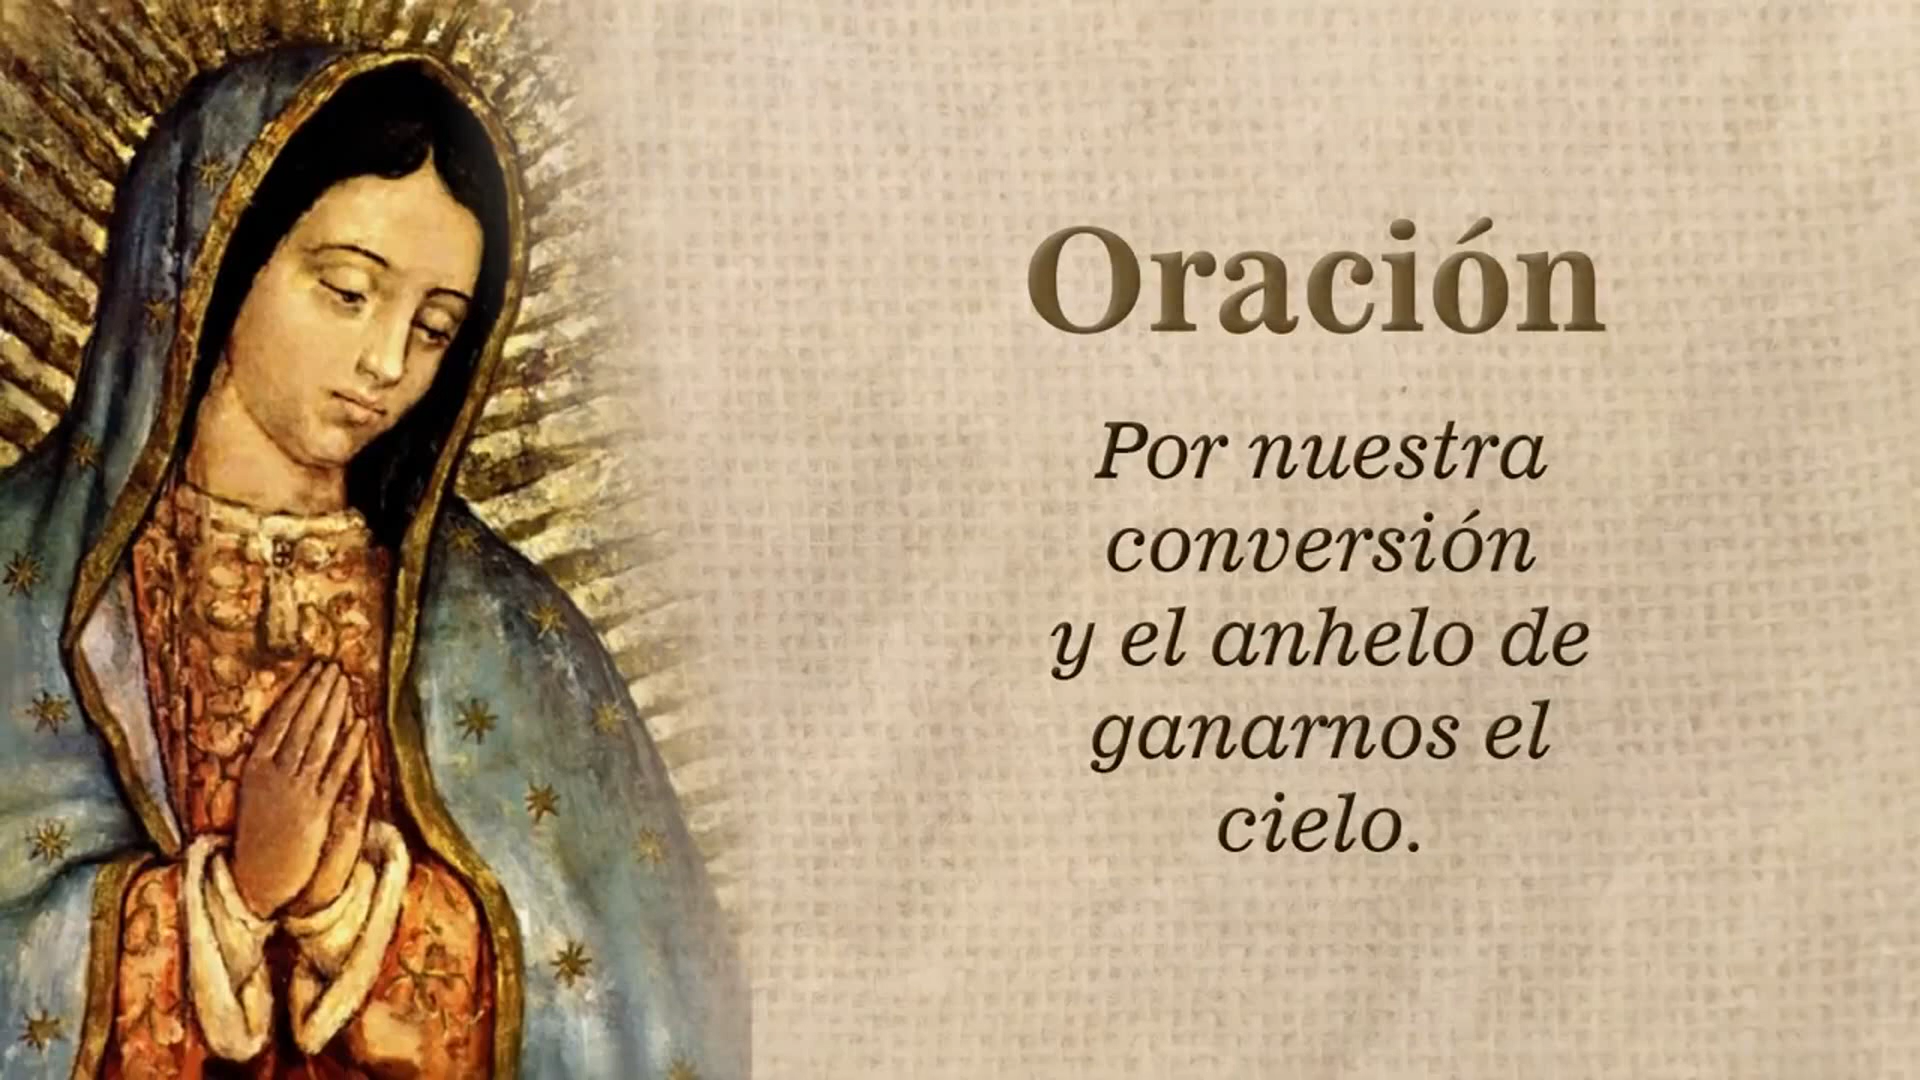 Oración
Por nuestra
conversión
y el anhelo de
ganarnos el
cielo.